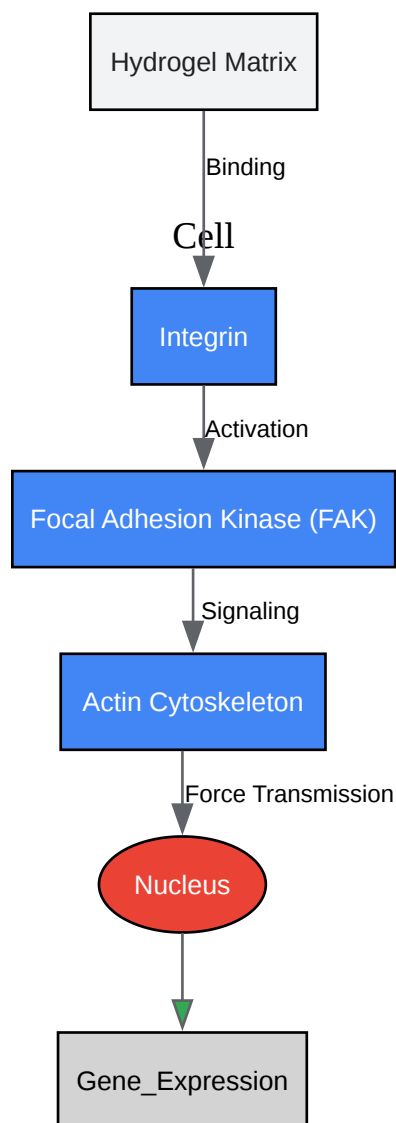 Hydrogel Matrix
Binding
Cell
Integrin
Activation
Focal Adhesion Kinase (FAK)
Signaling
Actin Cytoskeleton
Force Transmission
Nucleus
Gene_Expression